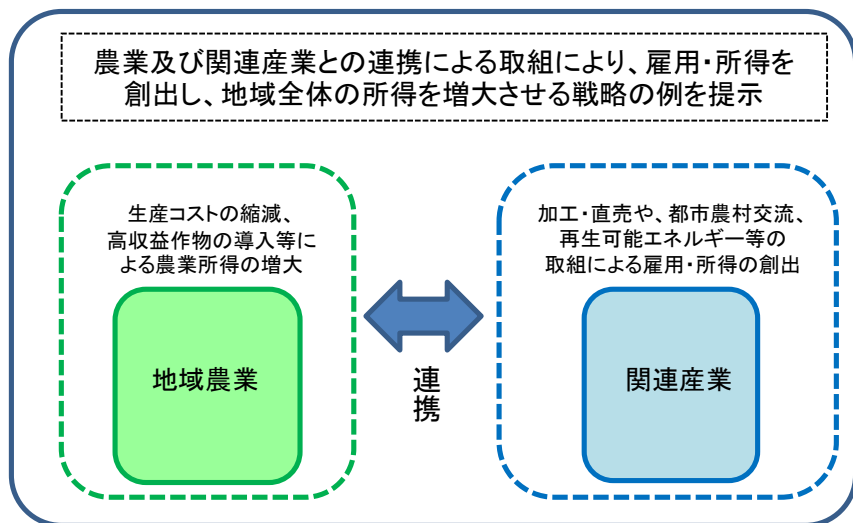 農業及び関連産業との連携による取組により、雇用・所得を
創出し、地域全体の所得を増大させる戦略の例を提示
生産コストの縮減、
高収益作物の導入等に
よる農業所得の増大
地域農業
連携
加工・直売や、都市農村交流、
再生可能エネルギー等の
取組による雇用・所得の創出
関連産業